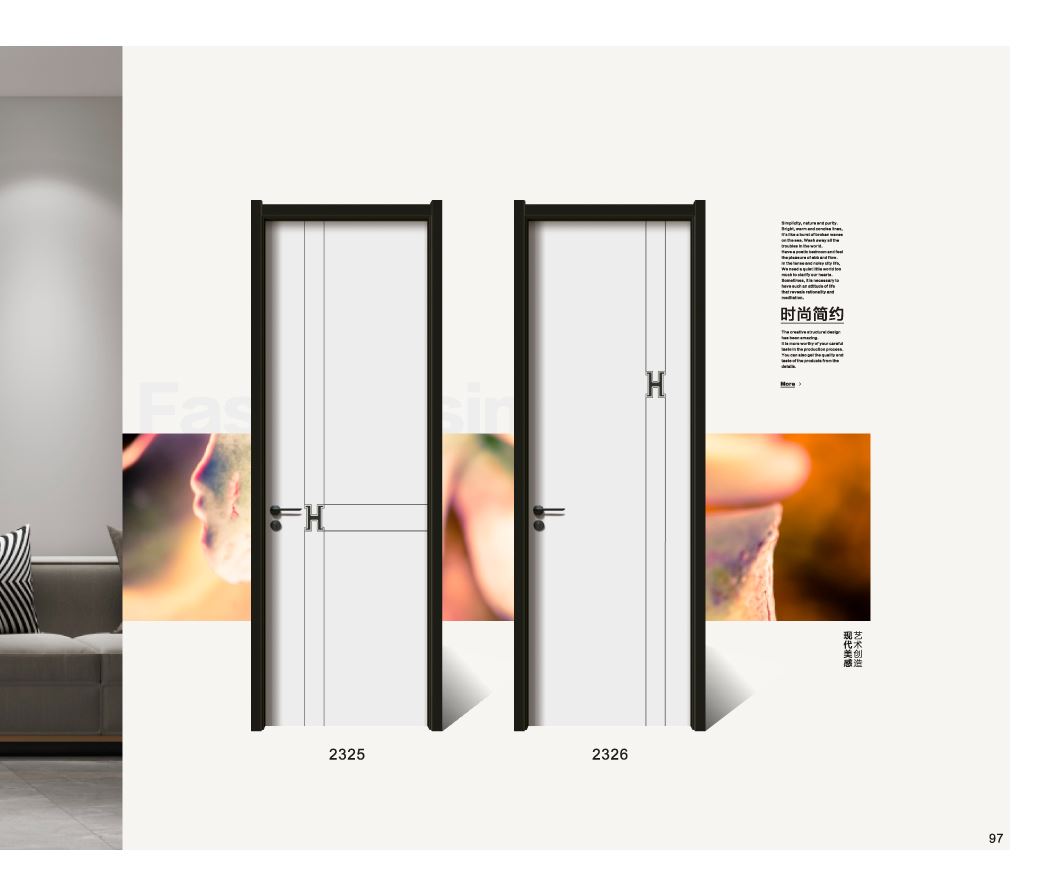 Simplicity, nature and purity.
Bright, warm and concise lines,
It's like a burst of broken waves
on the sea. Wash away all the
troubles in the world.
Have a poetic bedroom and feel
the pleasure of ebb and flow.
In the tense and noisy city life,
We need a quiet little world too
much to clarify our hearts.
Sometimes, it is necessary to
have such an attitude of life
that reveals rationality and
meditation.
时尚简约
The creative structural design
has been amazing.
It is more worthy of your careful
taste in the production process.
You can also get the quality and
taste of the products from the
details.
More >
H
H
艺术创造
现代美感
2325
2326
97